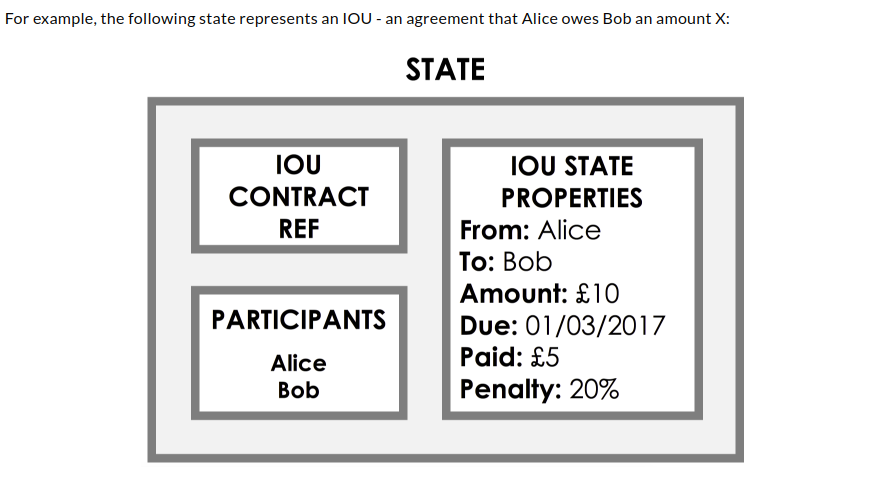 For example, the following state represents an IOU - an agreement that Alice owes Bob an amount X:
STATE
IOU
CONTRACT
REF
PARTICIPANTS
Alice
Bob
IOU STATE
PROPERTIES
From: Alice
To: Bob
Amount: £10
Due: 01/03/2017
Paid: £5
Penalty: 20%